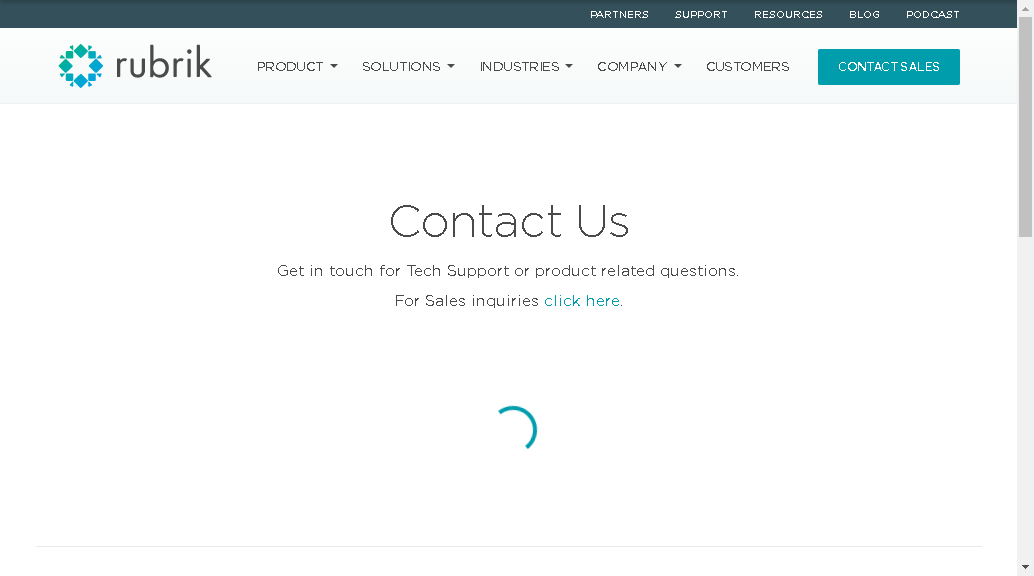 PARTNERS SUPPORT RESOURCES BLOG PODCAST
rubrik PRODUCT SOLUTIONS INDUSTRIES COMPANY CUSTOMERS CONTACT SALES
Contact Us
Get in touch for Tech Support or product related questions.
For Sales inquiries click here.